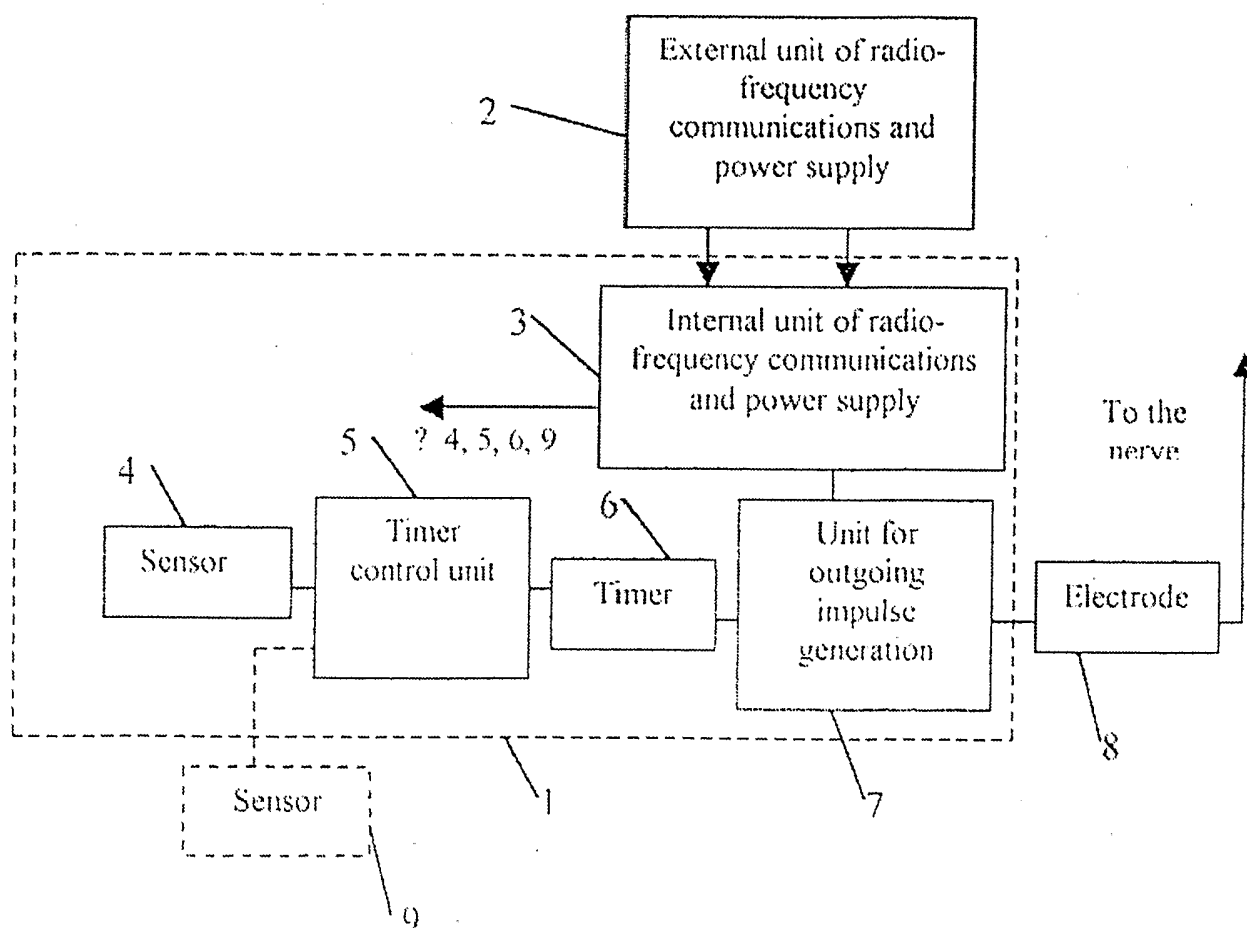 External unit of radio-
frequency
communications and
power supply
2
Internal unit of radio-
frequency communications
and power supply
3
? 4, 5, 6, 9
To the
nerve
4
5
6
Sensor
Timer
control unit
Timer
Unit for
outgoing
impulse
generation
Electrode
8
Sensor
1
7
9